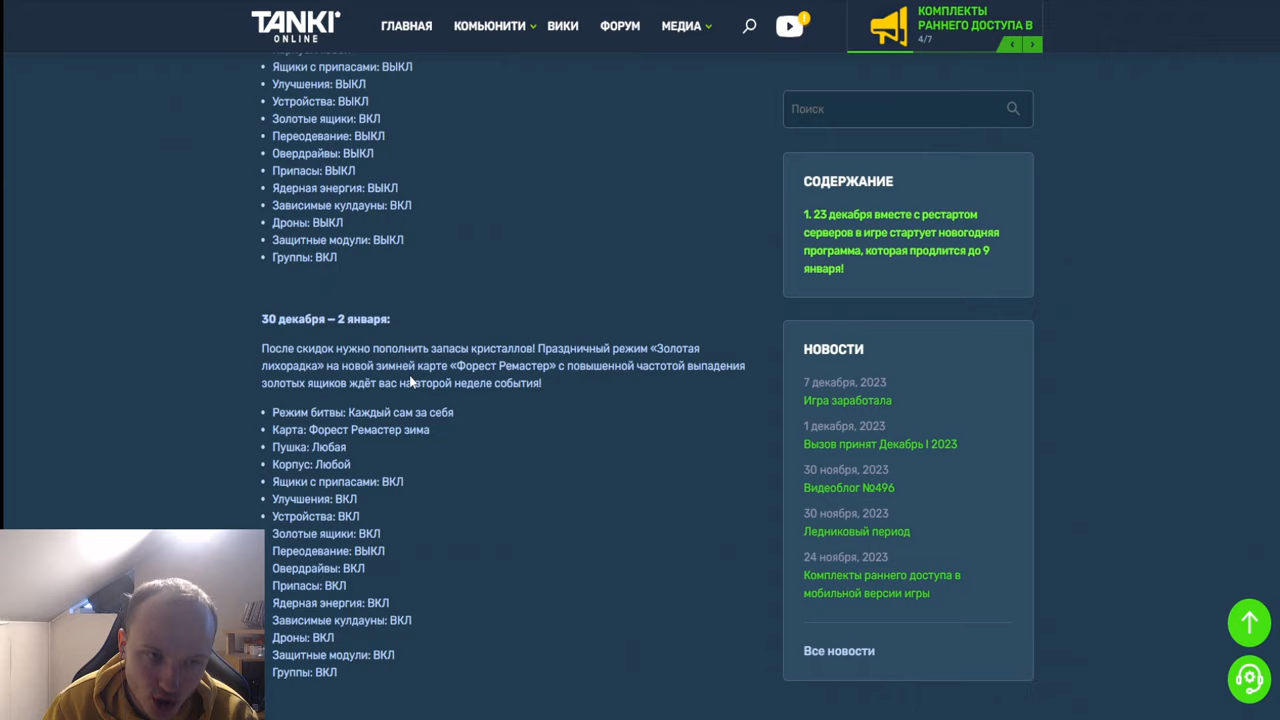 TANKI
ONLINE
ГЛАВНАЯ
КОМЬЮНИТИ
ВИКИ
ФОРУМ
МЕДИА
1
КОМПЛЕКТЫ
РАННЕГО ДОСТУПА В
4/7
Ящики с припасами: ВЫКЛ
Улучшения: ВЫКЛ
Устройства: ВЫКЛ
Золотые ящики: ВКЛ
Переодевание: ВЫКЛ
Овердрайвы: ВЫКЛ
Припасы: ВЫКЛ
Ядерная энергия: ВЫКЛ
Зависимые кулдауны: ВКЛ
Дроны: ВЫКЛ
Защитные модули: ВЫКЛ
Группы: ВКЛ
30 декабря – 2 января:
После скидок нужно пополнить запасы кристаллов! Праздничный режим «Золотая
лихорадка» на новой зимней карте «Форест Ремастер» с повышенной частотой выпадения
золотых ящиков ждёт вас на второй неделе события!
Режим битвы: Каждый сам за себя
Карта: Форест Ремастер зима
Пушка: Любая
Корпус: Любой
Ящики с припасами: ВКЛ
Улучшения: ВКЛ
Устройства: ВКЛ
Золотые ящики: ВКЛ
Переодевание: ВЫКЛ
Овердрайвы: ВКЛ
Припасы: ВКЛ
Ядерная энергия: ВКЛ
Зависимые кулдауны: ВКЛ
Дроны: ВКЛ
Защитные модули: ВКЛ
Группы: ВКЛ
Поиск
СОДЕРЖАНИЕ
1. 23 декабря вместе с рестартом
серверов в игре стартует новогодняя
программа, которая продлится до 9
января!
НОВОСТИ
7 декабря, 2023
Игра заработала
1 декабря, 2023
Вызов принят Декабрь I 2023
30 ноября, 2023
Видеоблог №496
30 ноября, 2023
Ледниковый период
24 ноября, 2023
Комплекты раннего доступа в
мобильной версии игры
Все новости